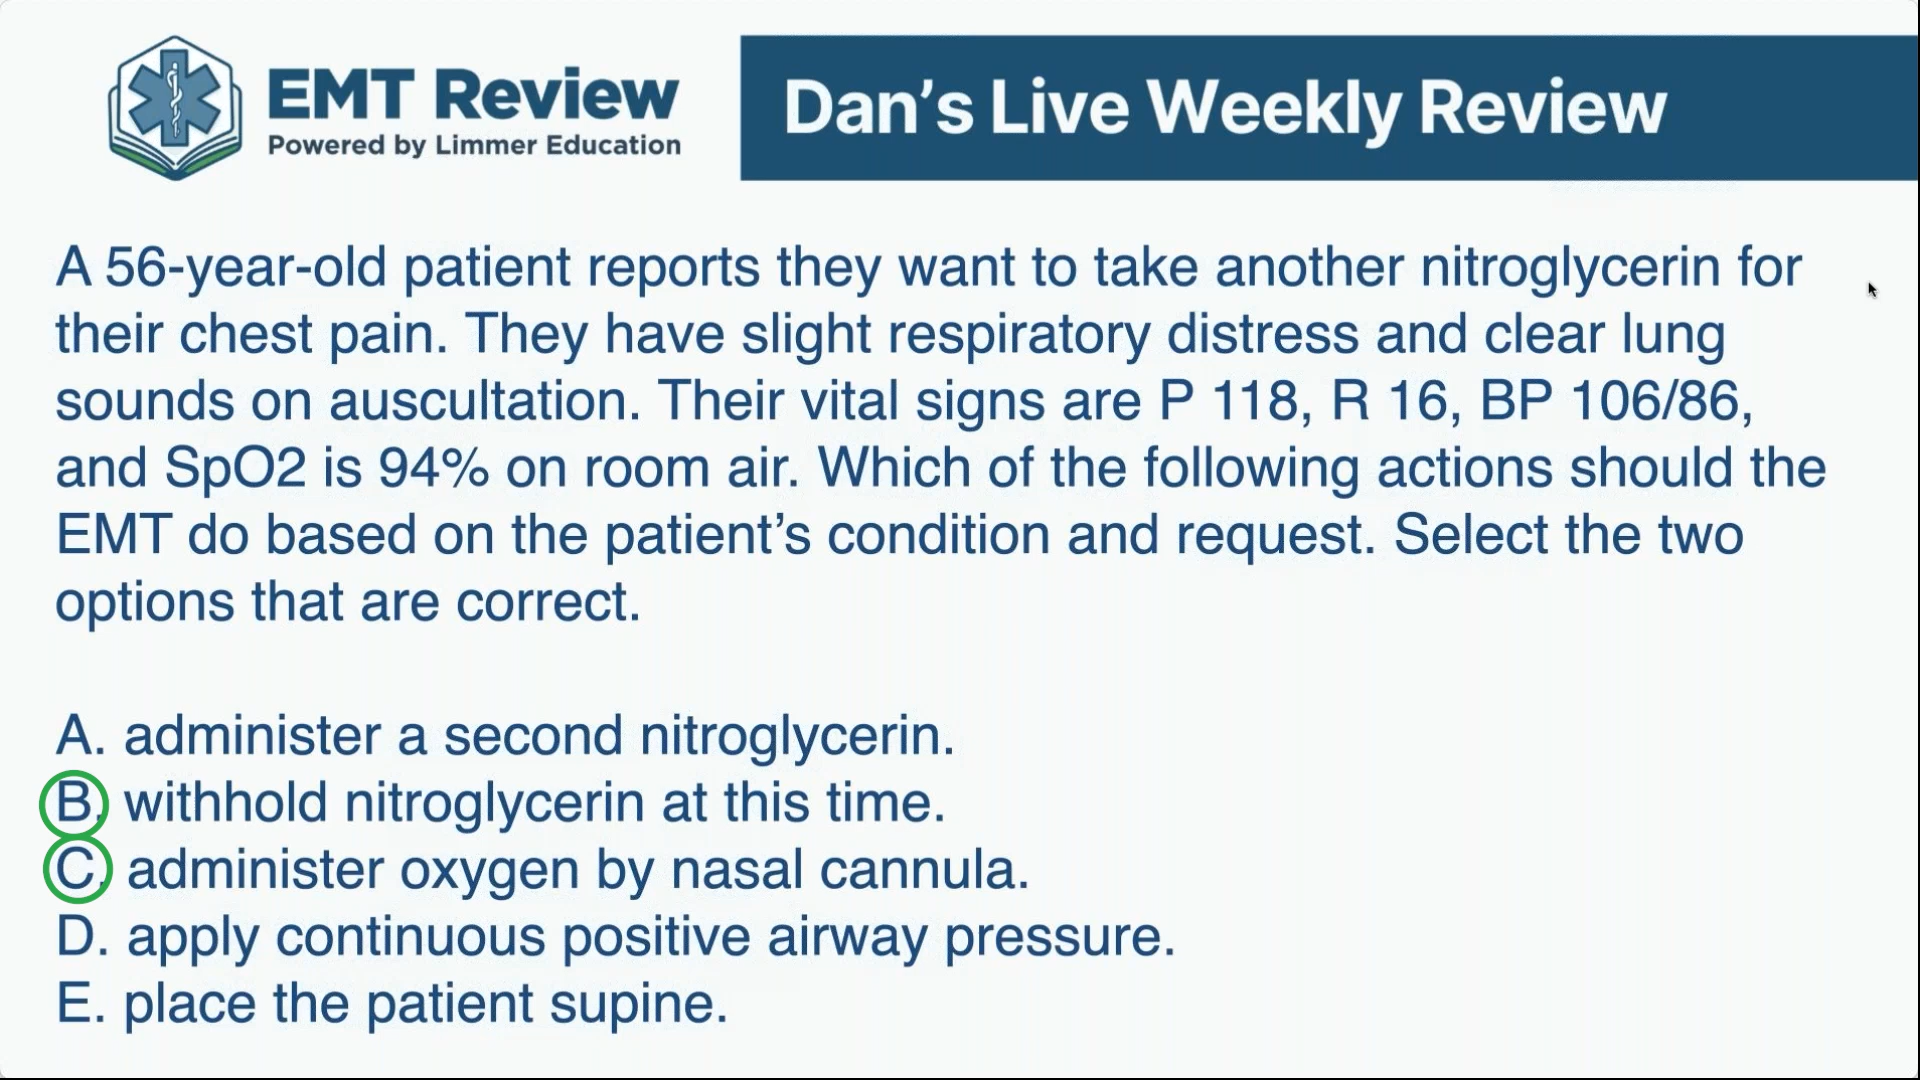 EMT Review
Powered by Limmer Education
Dan's Live Weekly Review
A 56-year-old patient reports they want to take another nitroglycerin for
their chest pain. They have slight respiratory distress and clear lung
sounds on auscultation. Their vital signs are P 118, R 16, BP 106/86,
and SpO2 is 94% on room air. Which of the following actions should the
EMT do based on the patient’s condition and request. Select the two
options that are correct.
A. administer a second nitroglycerin.
B. withhold nitroglycerin at this time.
C. administer oxygen by nasal cannula.
D. apply continuous positive airway pressure.
E. place the patient supine.